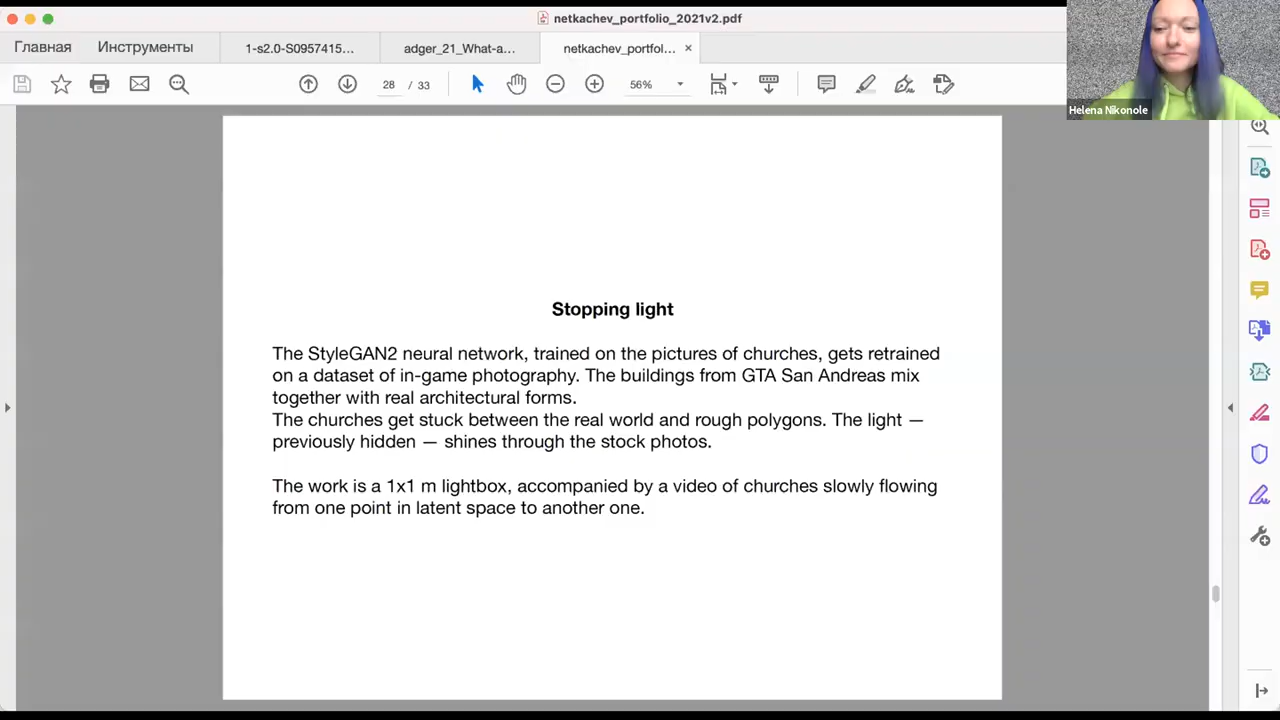 netkachev_portfolio_2021v2.pdf
Главная
Инструменты
1-s2.0-S0957415...
adger_21_What-a...
netkachev_portfol...
28 / 33
56%
Helena Nikonole
Stopping light
The StyleGAN2 neural network, trained on the pictures of churches, gets retrained
on a dataset of in-game photography. The buildings from GTA San Andreas mix
together with real architectural forms.
The churches get stuck between the real world and rough polygons. The light —
previously hidden — shines through the stock photos.
The work is a 1x1 m lightbox, accompanied by a video of churches slowly flowing
from one point in latent space to another one.